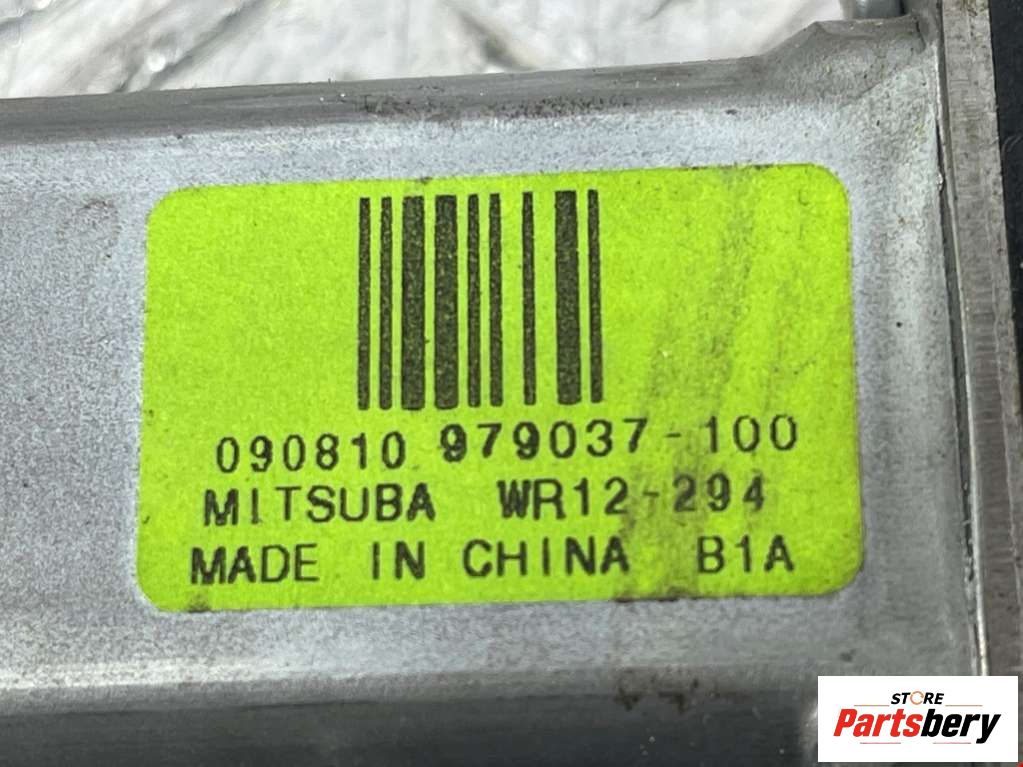 090810 979037-100
MITSUBA WR12-294
MADE IN CHINA B1A
STORE
Partsbery